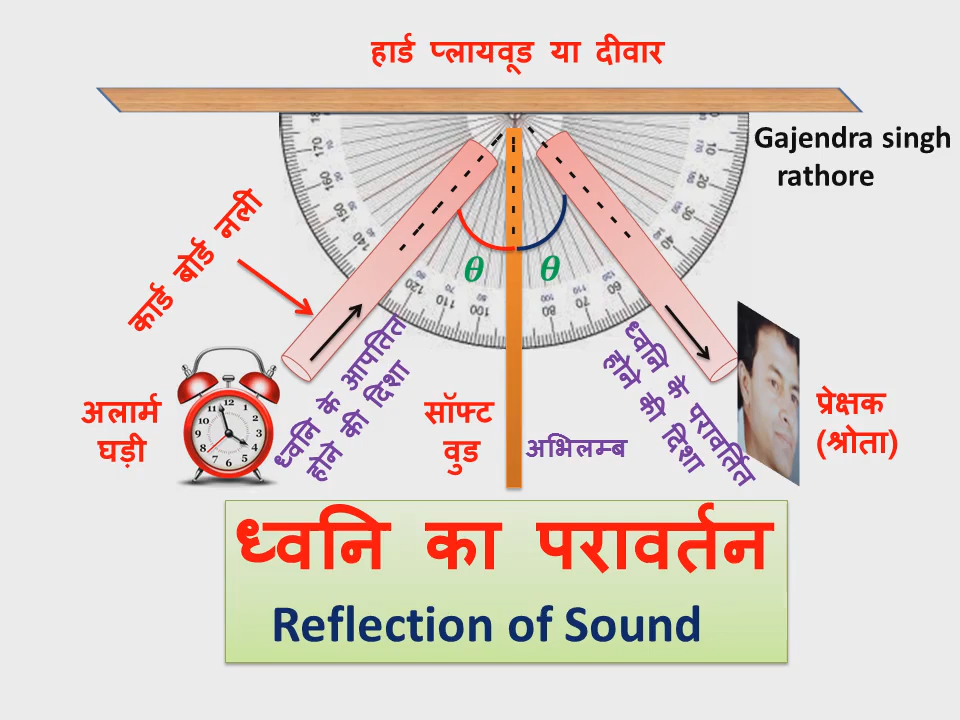 हार्ड प्लायवूड या दीवार
Gajendra singh
rathore
कार्ड बोर्ड नली
θ θ
ध्वनि के आपतित
होने की दिशा
ध्वनि के परावर्तित
होने की दिशा
अलार्म
घड़ी
सॉफ्ट
वुड
अभिलम्ब
प्रेक्षक
(श्रोता)
ध्वनि का परावर्तन
Reflection of Sound